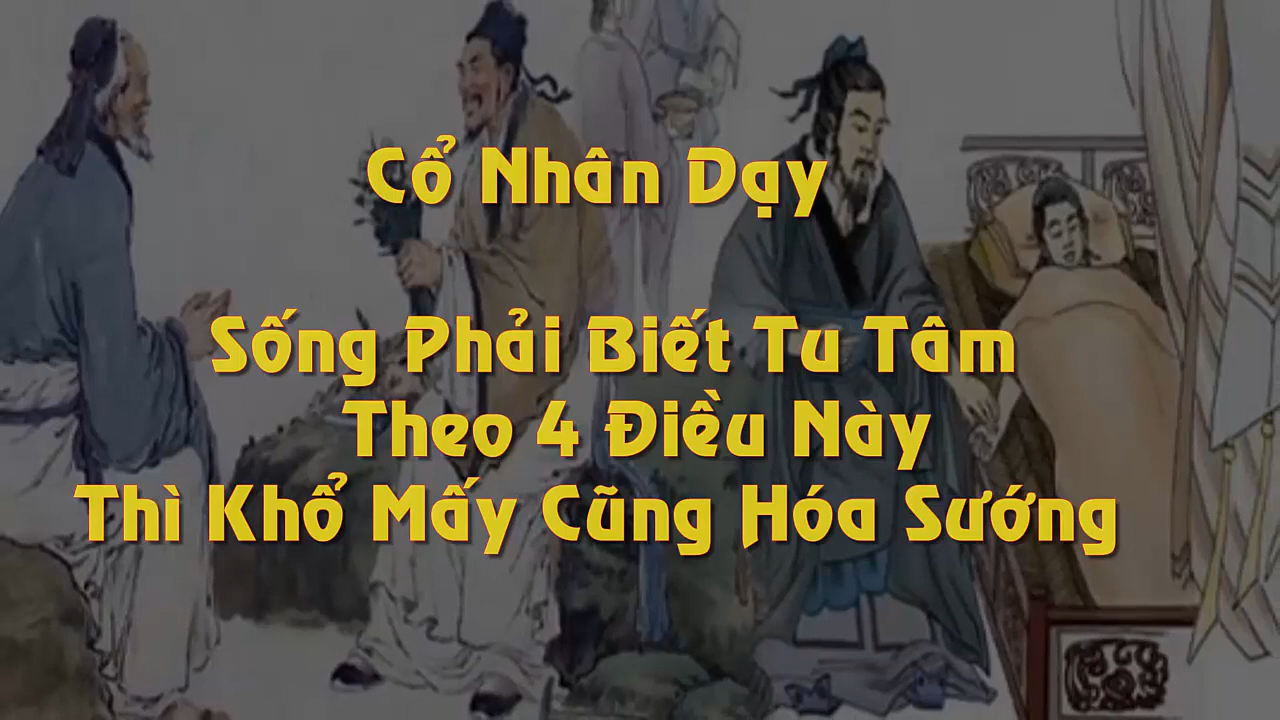 Cổ Nhân Dạy
Sống Phải Biết Tu Tâm
Theo 4 Điều Này
Thì Khổ Mấy Cũng Hóa Sướng